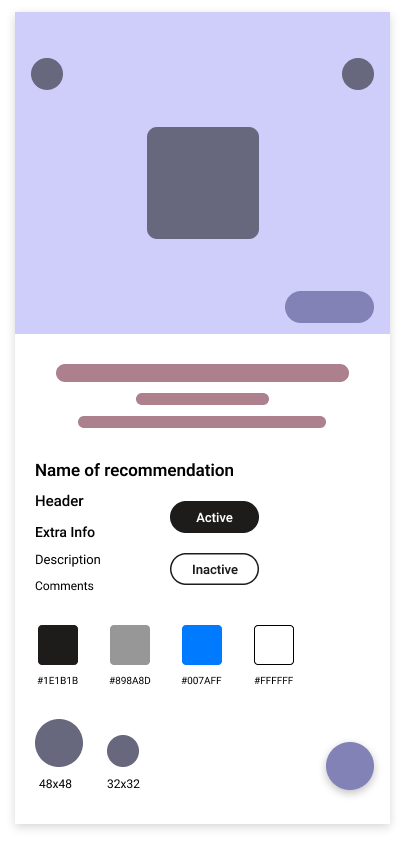 Name of recommendation
Header
Active
Extra Info
Description
Inactive
Comments
#1E1B1B
#898A8D
#007AFF
#FFFFFF
48x48
32x32